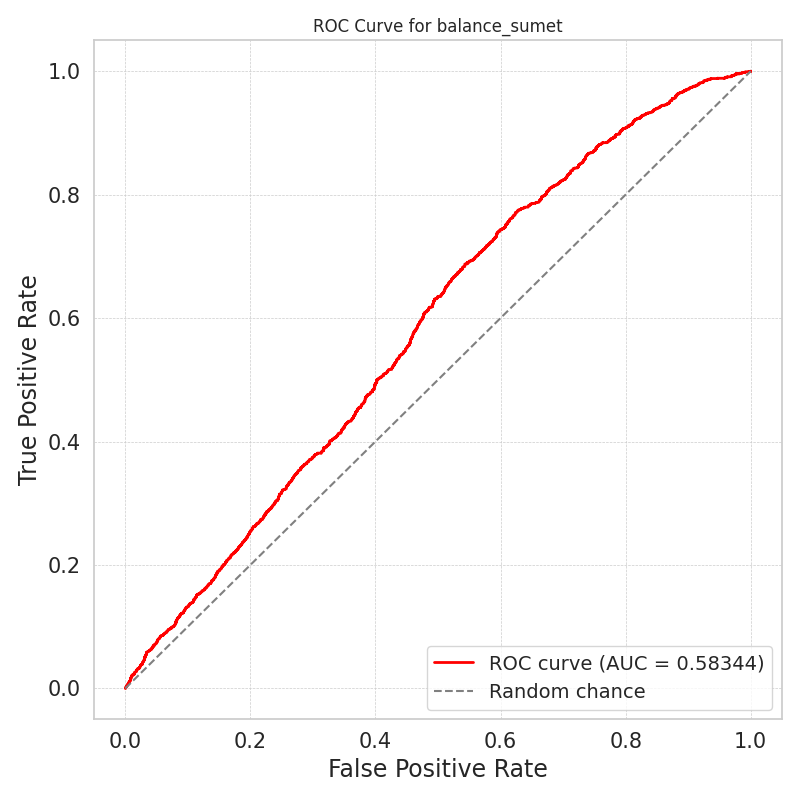 ROC Curve for balance_sumet
1.0
0.8
0.6
0.4
0.2
0.0
True Positive Rate
ROC curve (AUC = 0.58344)
Random chance
0.0 0.2 0.4 0.6 0.8 1.0
False Positive Rate